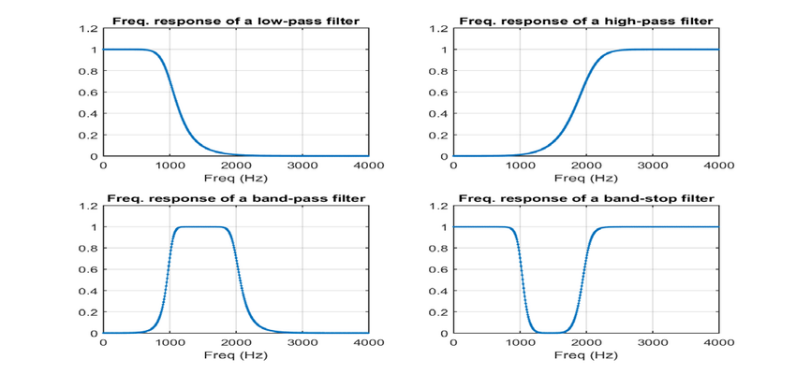 Freq. response of a low-pass filter
1.2
1
0.8
0.6
0.4
0.2
0
0 1000 2000 3000 4000
Freq (Hz)
Freq. response of a high-pass filter
1.2
1
0.8
0.6
0.4
0.2
0
0 1000 2000 3000 4000
Freq (Hz)
Freq. response of a band-pass filter
1.2
1
0.8
0.6
0.4
0.2
0
0 1000 2000 3000 4000
Freq (Hz)
Freq. response of a band-stop filter
1.2
1
0.8
0.6
0.4
0.2
0
0 1000 2000 3000 4000
Freq (Hz)